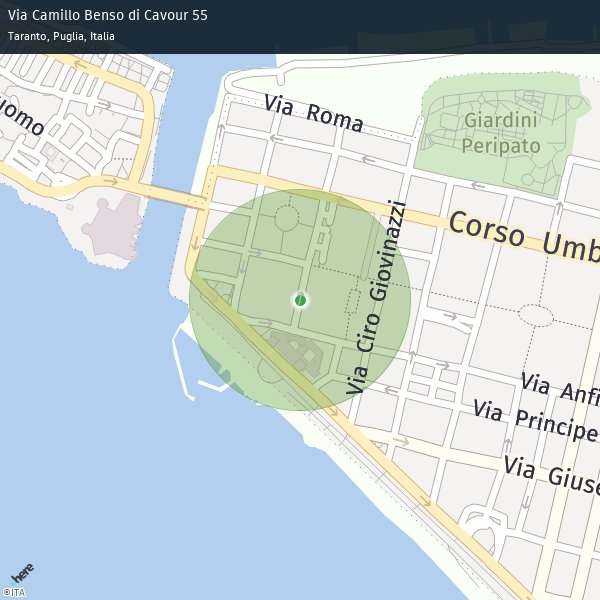 Via Camillo Benso di Cavour 55
Taranto, Puglia, Italia
uomo
Via Roma
Giardini
Peripato
Corso Umb
Via Ciro Giovinazzi
Via Anfi
Via Principe
Via Giuse
here
©ITA